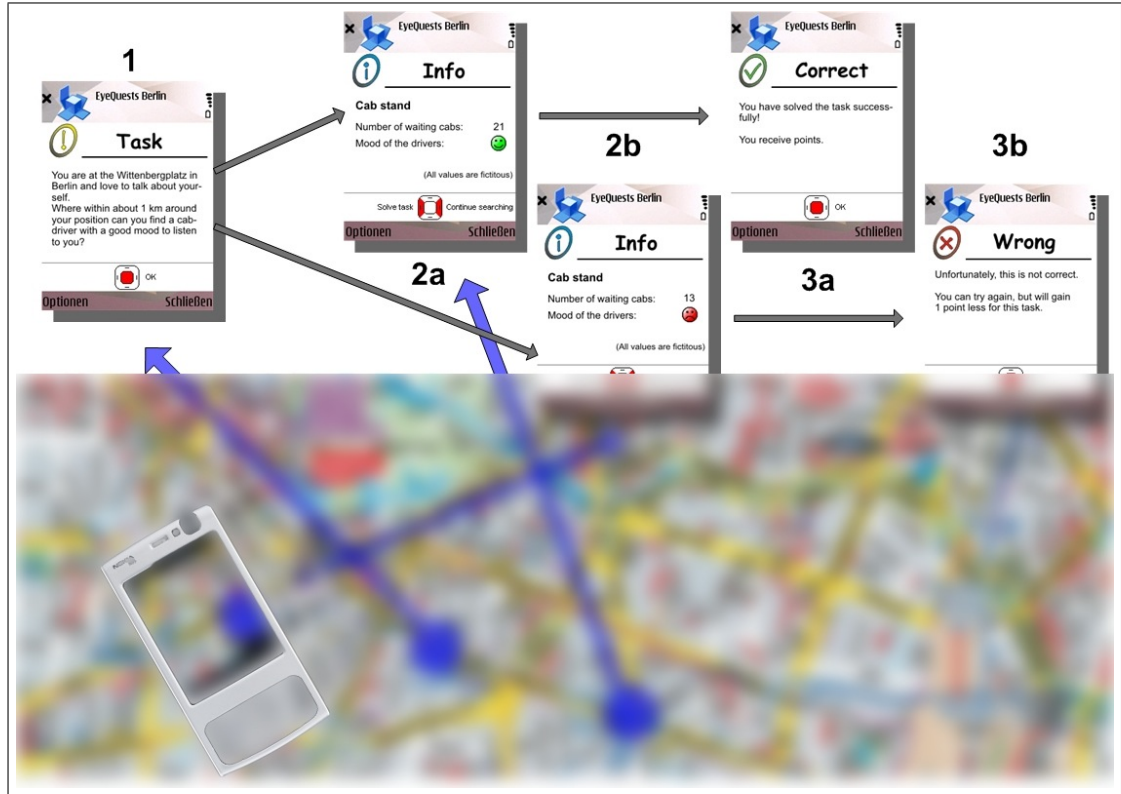 1
EyeQuests Berlin
Task
You are at the Wittenbergplatz in
Berlin and love to talk about your-
self.
Where within about 1 km around
your position can you find a cab-
driver with a good mood to listen
to you?
OK
Optionen Schließen
EyeQuests Berlin
Info
Cab stand
Number of waiting cabs: 21
Mood of the drivers:
(All values are fictitous)
Solve task Continue searching
Optionen Schließen
2a
2b
EyeQuests Berlin
Correct
You have solved the task success-
fully!
You receive points.
OK
Optionen Schließen
EyeQuests Berlin
Info
Cab stand
Number of waiting cabs: 13
Mood of the drivers:
(All values are fictitous)
3a
3b
EyeQuests Berlin
Wrong
Unfortunately, this is not correct.
You can try again, but will gain
1 point less for this task.